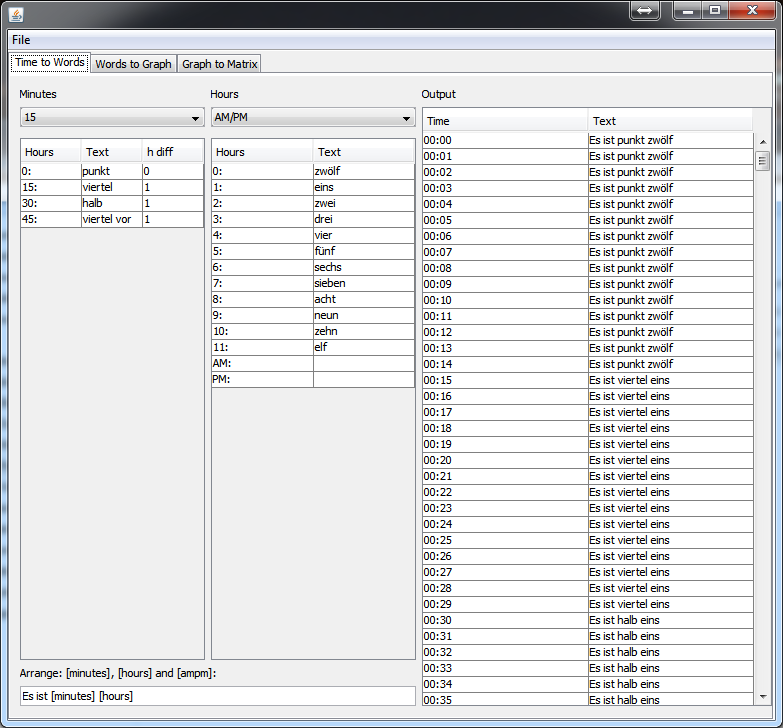 File
Time to Words Words to Graph Graph to Matrix
Minutes Hours Output
15 AM/PM
Time Text
Hours Text h diff
0: punkt 0
15: viertel 1
30: halb 1
45: viertel vor 1
Hours Text
0: zwölf
1: eins
2: zwei
3: drei
4: vier
5: fünf
6: sechs
7: sieben
8: acht
9: neun
10: zehn
11: elf
AM:
PM:
00:00 Es ist punkt zwölf
00:01 Es ist punkt zwölf
00:02 Es ist punkt zwölf
00:03 Es ist punkt zwölf
00:04 Es ist punkt zwölf
00:05 Es ist punkt zwölf
00:06 Es ist punkt zwölf
00:07 Es ist punkt zwölf
00:08 Es ist punkt zwölf
00:09 Es ist punkt zwölf
00:10 Es ist punkt zwölf
00:11 Es ist punkt zwölf
00:12 Es ist punkt zwölf
00:13 Es ist punkt zwölf
00:14 Es ist punkt zwölf
00:15 Es ist viertel eins
00:16 Es ist viertel eins
00:17 Es ist viertel eins
00:18 Es ist viertel eins
00:19 Es ist viertel eins
00:20 Es ist viertel eins
00:21 Es ist viertel eins
00:22 Es ist viertel eins
00:23 Es ist viertel eins
00:24 Es ist viertel eins
00:25 Es ist viertel eins
00:26 Es ist viertel eins
00:27 Es ist viertel eins
00:28 Es ist viertel eins
00:29 Es ist viertel eins
00:30 Es ist halb eins
00:31 Es ist halb eins
00:32 Es ist halb eins
00:33 Es ist halb eins
00:34 Es ist halb eins
00:35 Es ist halb eins
Arrange: [minutes], [hours] and [ampm]:
Es ist [minutes] [hours]